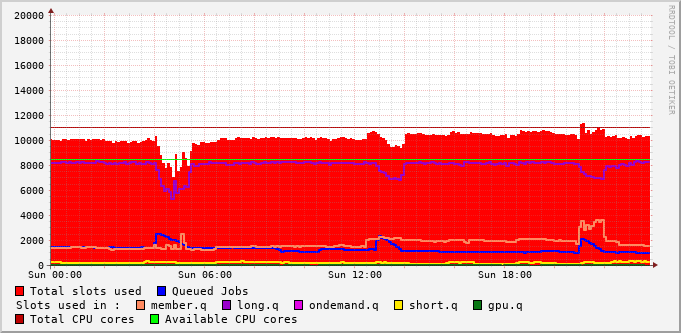 RRDTOOL / TOBI OETIKER
20000
18000
16000
14000
12000
10000
8000
6000
4000
2000
0
Sun 00:00 Sun 06:00 Sun 12:00 Sun 18:00
Total slots used Queued Jobs
Slots used in : member.q long.q ondemand.q short.q gpu.q
Total CPU cores Available CPU cores